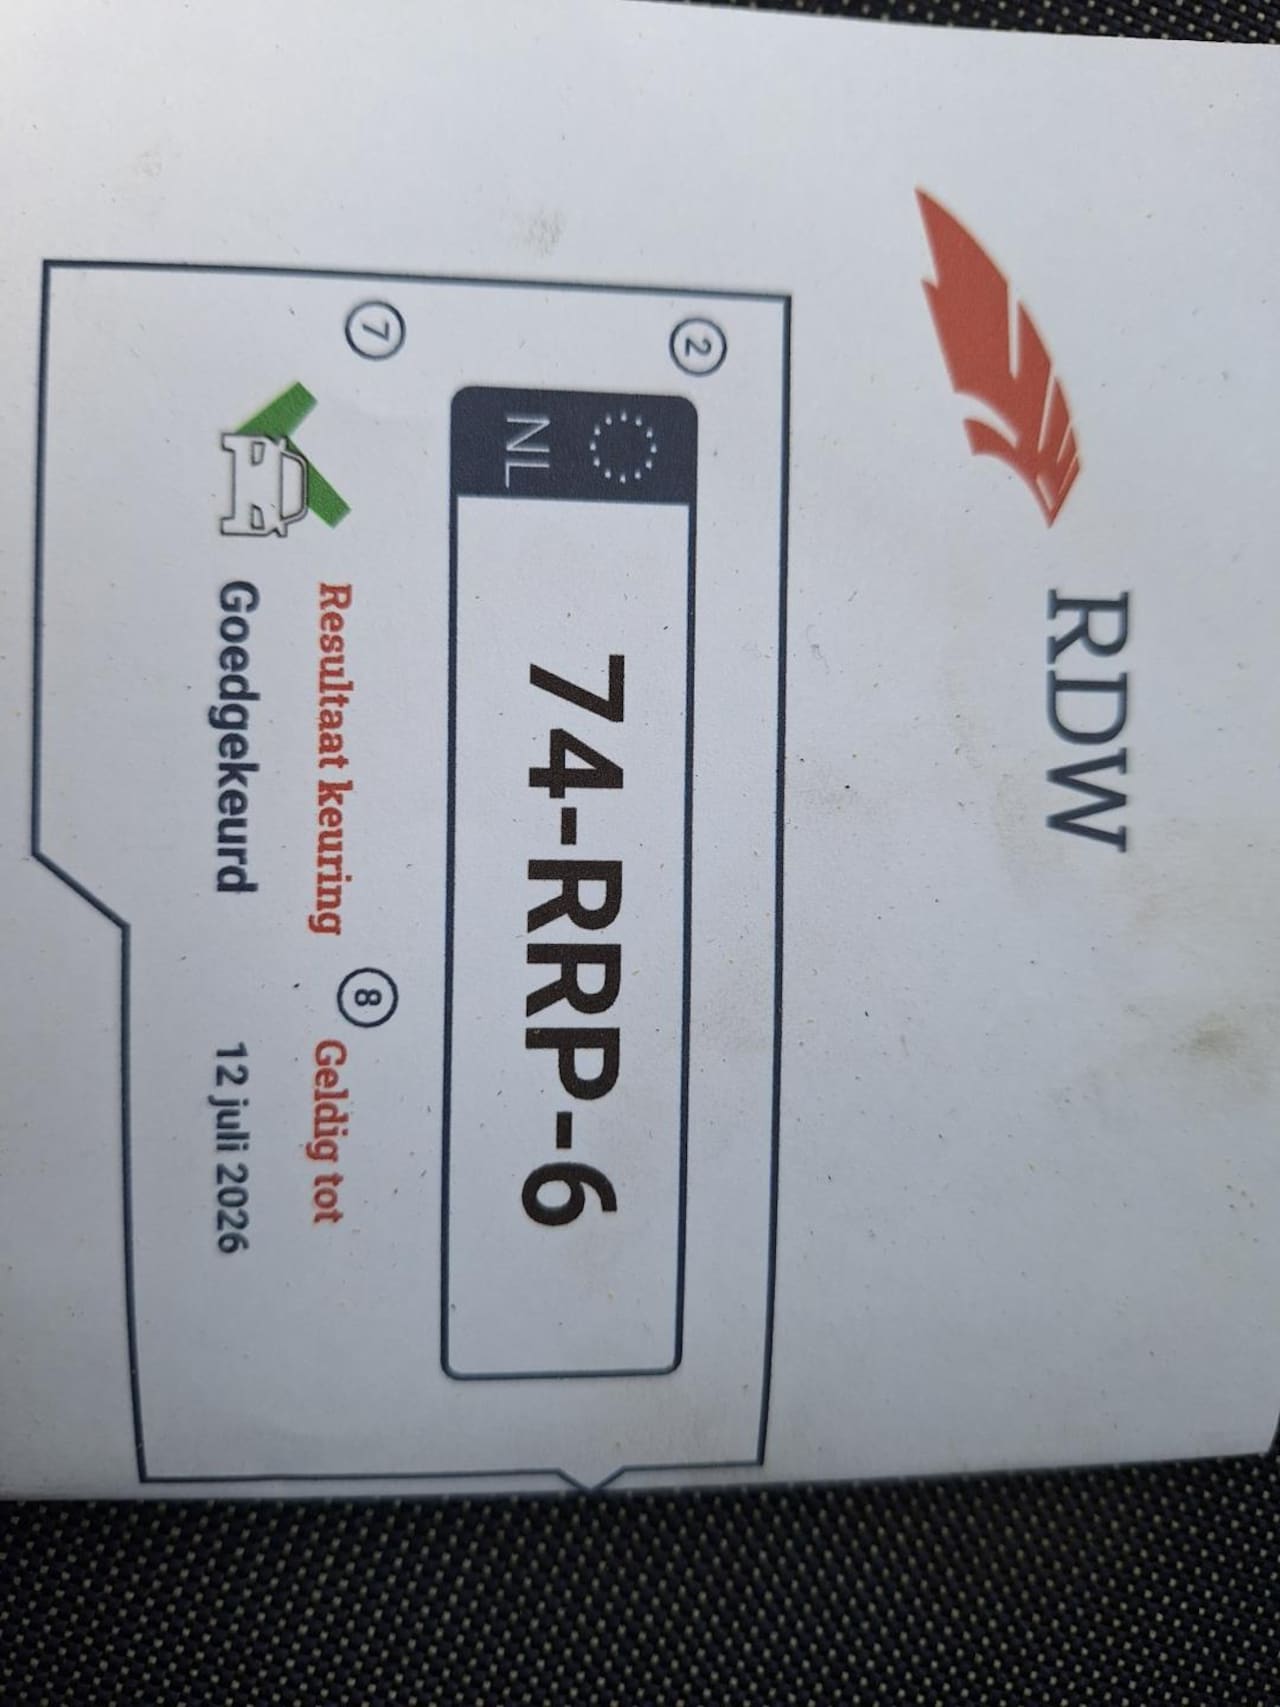 RDW
2
NL
74-RRP-6
7
Resultaat keuring
Goedgekeurd
8
Geldig tot
12 juli 2026